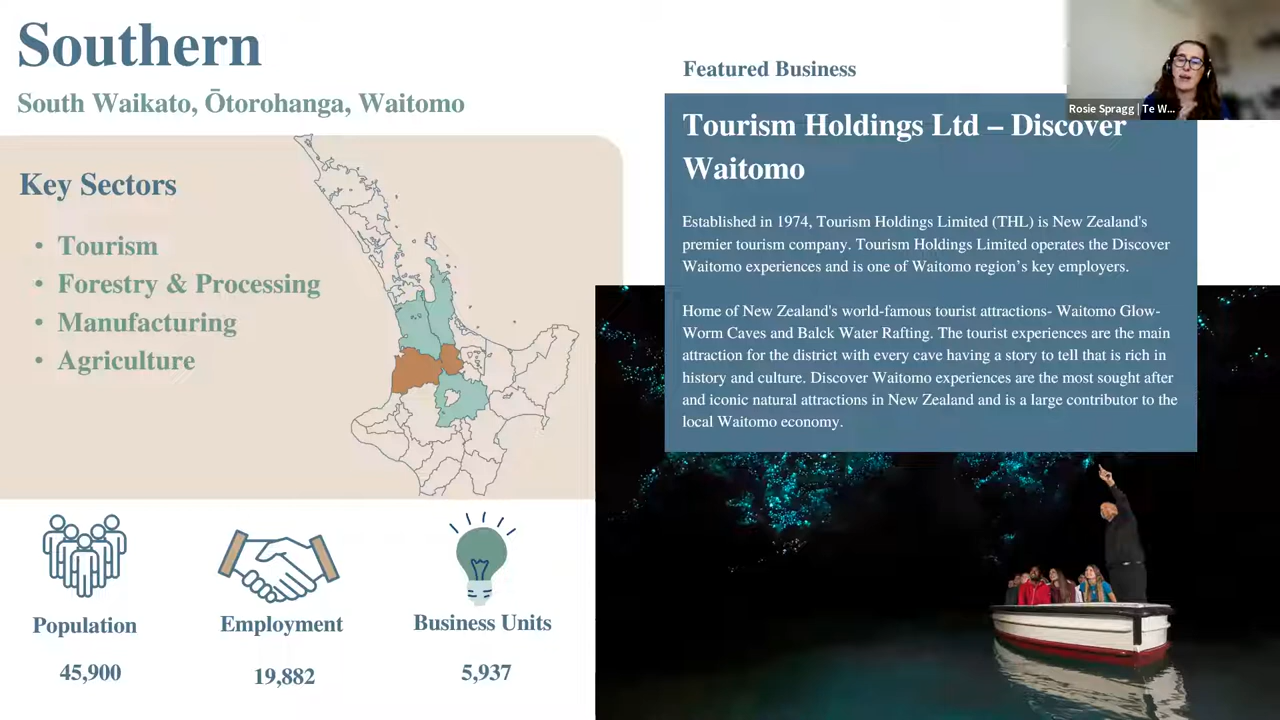 Southern
South Waikato, Ōtorohanga, Waitomo
Key Sectors
• Tourism
• Forestry & Processing
• Manufacturing
• Agriculture
Population
45,900
Employment
19,882
Business Units
5,937
Featured Business
Tourism Holdings Ltd – Discover
Waitomo
Established in 1974, Tourism Holdings Limited (THL) is New Zealand's
premier tourism company. Tourism Holdings Limited operates the Discover
Waitomo experiences and is one of Waitomo region’s key employers.
Home of New Zealand's world-famous tourist attractions- Waitomo Glow-
Worm Caves and Balck Water Rafting. The tourist experiences are the main
attraction for the district with every cave having a story to tell that is rich in
history and culture. Discover Waitomo experiences are the most sought after
and iconic natural attractions in New Zealand and is a large contributor to the
local Waitomo economy.
Rosie Spragg | Te W...